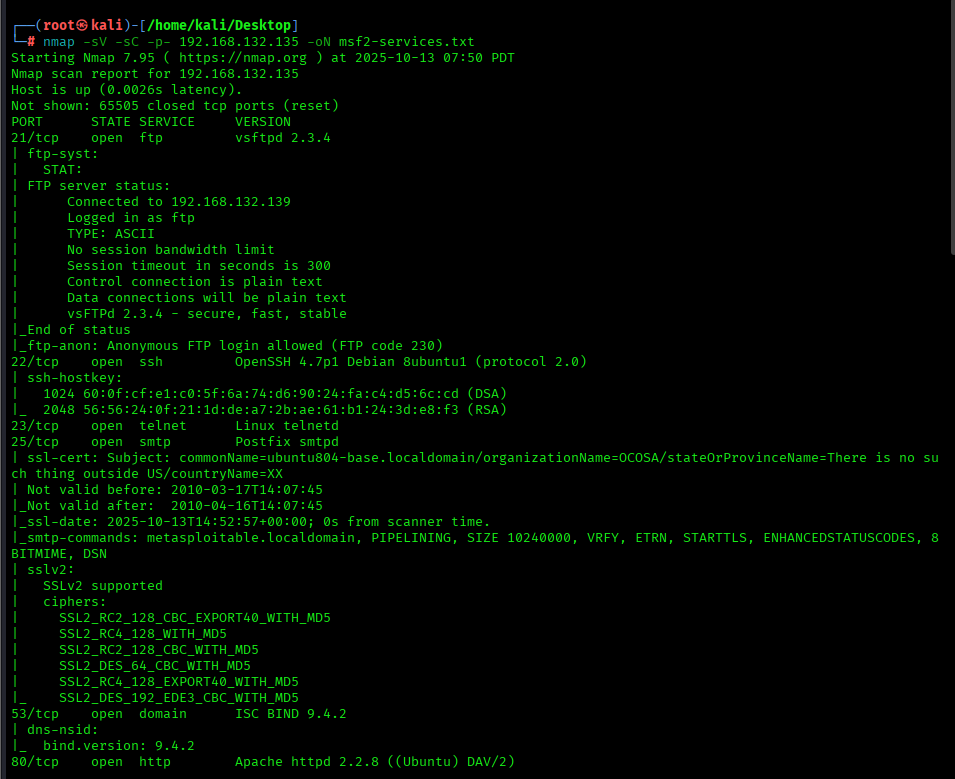 ┌──(root㉿kali)-[/home/kali/Desktop]
└─# nmap -sV -sC -p- 192.168.132.135 -oN msf2-services.txt
Starting Nmap 7.95 ( https://nmap.org ) at 2025-10-13 07:50 PDT
Nmap scan report for 192.168.132.135
Host is up (0.0026s latency).
Not shown: 65505 closed tcp ports (reset)
PORT      STATE SERVICE     VERSION
21/tcp    open  ftp         vsftpd 2.3.4
| ftp-syst:
|   STAT:
| FTP server status:
|      Connected to 192.168.132.139
|      Logged in as ftp
|      TYPE: ASCII
|      No session bandwidth limit
|      Session timeout in seconds is 300
|      Control connection is plain text
|      Data connections will be plain text
|      vsFTPd 2.3.4 - secure, fast, stable
|_End of status
|_ftp-anon: Anonymous FTP login allowed (FTP code 230)
22/tcp    open  ssh         OpenSSH 4.7p1 Debian 8ubuntu1 (protocol 2.0)
| ssh-hostkey:
|   1024 60:0f:cf:e1:c0:5f:6a:74:d6:90:24:fa:c4:d5:6c:cd (DSA)
|_  2048 56:56:24:0f:21:1d:de:a7:2b:ae:61:b1:24:3d:e8:f3 (RSA)
23/tcp    open  telnet      Linux telnetd
25/tcp    open  smtp        Postfix smtpd
| ssl-cert: Subject: commonName=ubuntu804-base.localdomain/organizationName=OCOSA/stateOrProvinceName=There is no su
ch thing outside US/countryName=XX
| Not valid before: 2010-03-17T14:07:45
|_Not valid after:  2010-04-16T14:07:45
|_ssl-date: 2025-10-13T14:52:57+00:00; 0s from scanner time.
|_smtp-commands: metasploitable.localdomain, PIPELINING, SIZE 10240000, VRFY, ETRN, STARTTLS, ENHANCEDSTATUSCODES, 8
BITMIME, DSN
| sslv2:
|   SSLv2 supported
|   ciphers:
|     SSL2_RC2_128_CBC_EXPORT40_WITH_MD5
|     SSL2_RC4_128_WITH_MD5
|     SSL2_RC2_128_CBC_WITH_MD5
|     SSL2_DES_64_CBC_WITH_MD5
|     SSL2_RC4_128_EXPORT40_WITH_MD5
|_    SSL2_DES_192_EDE3_CBC_WITH_MD5
53/tcp    open  domain      ISC BIND 9.4.2
| dns-nsid:
|_  bind.version: 9.4.2
80/tcp    open  http        Apache httpd 2.2.8 ((Ubuntu) DAV/2)